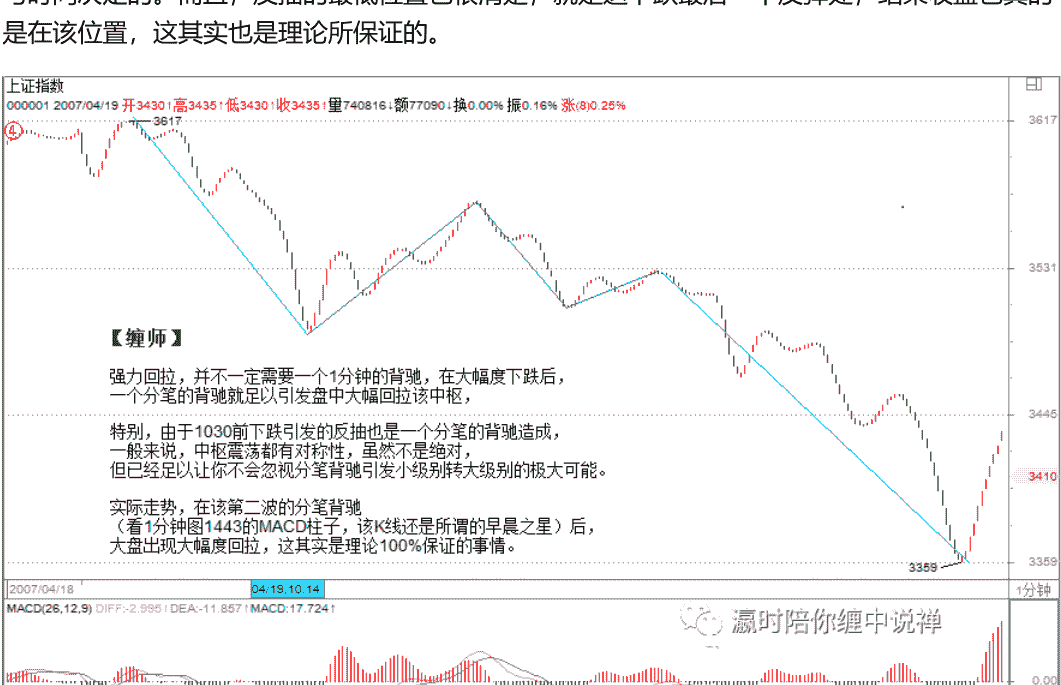 是在该位置，这其实也是理论所保证的。
上证指数
000001 2007/04/19 开3430↑高3435↑低3430↑收3435↑量740816↓额77090↓换0.00% 振0.16% 涨(8)0.25%
④
3617
3617
3531
【缠师】
强力回拉，并不一定需要一个1分钟的背驰，在大幅度下跌后，
一个分笔的背驰就足以引发盘中大幅回拉该中枢，
3445
特别，由于1030前下跌引发的反抽也是一个分笔的背驰造成，
一般来说，中枢震荡都有对称性，虽然不是绝对，
但已经足以让你不会忽视分笔背驰引发小级别转大级别的极大可能。
3410
实际走势，在该第二波的分笔背驰
（看1分钟图1443的MACD柱子，该K线还是所谓的早晨之星）后，
大盘出现大幅度回拉，这其实是理论100%保证的事情。
3359
3359
2007/04/18
04/19,10.14
1分钟
MACD(26,12,9) DIFF:-2.995↑DEA:-11.857↑MACD:17.724↑
瀛时陪你缠中说禅
0.00